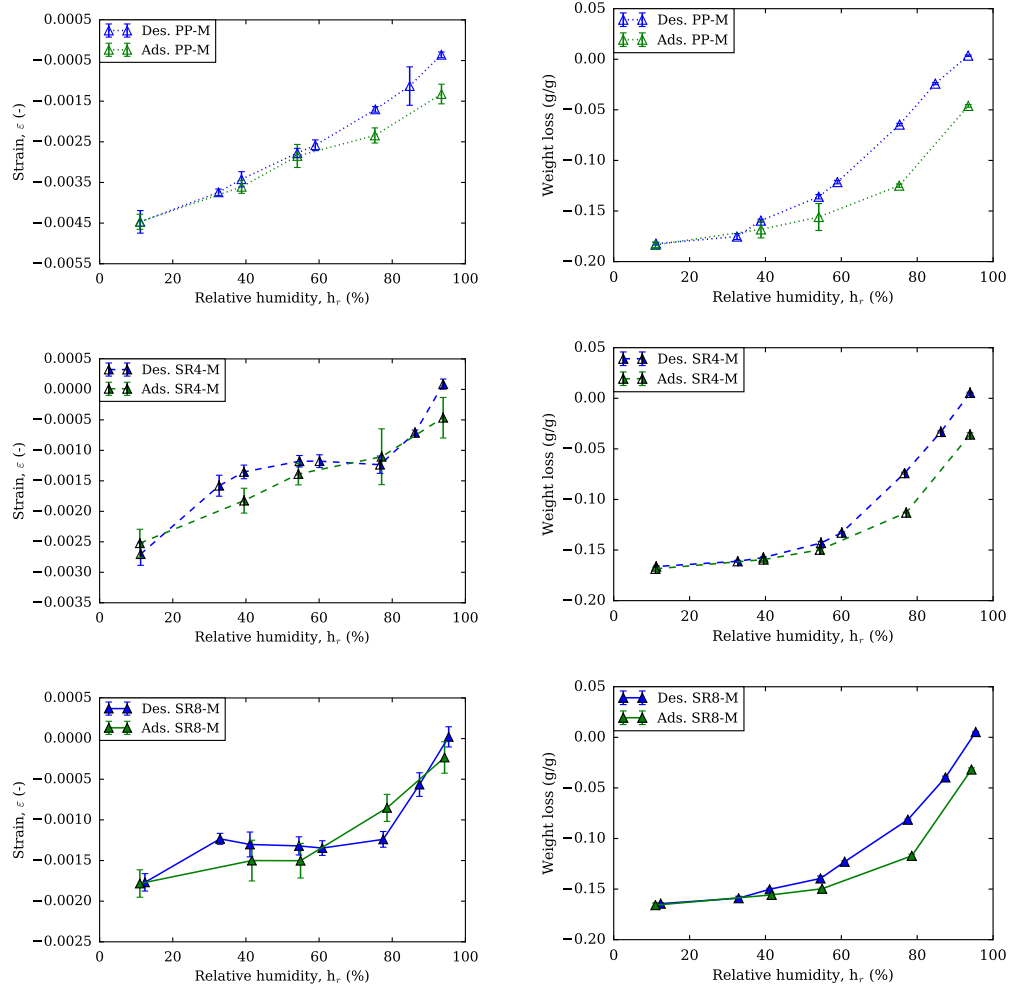 Strain, ε (-)
−0.0005
−0.0015
−0.0025
−0.0035
−0.0045
−0.0055
Des. PP-M
Ads. PP-M
0 20 40 60 80 100
Relative humidity, hᵣ (%)
Weight loss (g/g)
0.05
0.00
−0.05
−0.10
−0.15
−0.20
Des. PP-M
Ads. PP-M
0 20 40 60 80 100
Relative humidity, hᵣ (%)
Strain, ε (-)
0.0005
0.0000
−0.0005
−0.0010
−0.0015
−0.0020
−0.0025
−0.0030
−0.0035
Des. SR4-M
Ads. SR4-M
0 20 40 60 80 100
Relative humidity, hᵣ (%)
Weight loss (g/g)
0.05
0.00
−0.05
−0.10
−0.15
−0.20
Des. SR4-M
Ads. SR4-M
0 20 40 60 80 100
Relative humidity, hᵣ (%)
Strain, ε (-)
0.0005
0.0000
−0.0005
−0.0010
−0.0015
−0.0020
−0.0025
Des. SR8-M
Ads. SR8-M
0 20 40 60 80 100
Relative humidity, hᵣ (%)
Weight loss (g/g)
0.05
0.00
−0.05
−0.10
−0.15
−0.20
Des. SR8-M
Ads. SR8-M
0 20 40 60 80 100
Relative humidity, hᵣ (%)